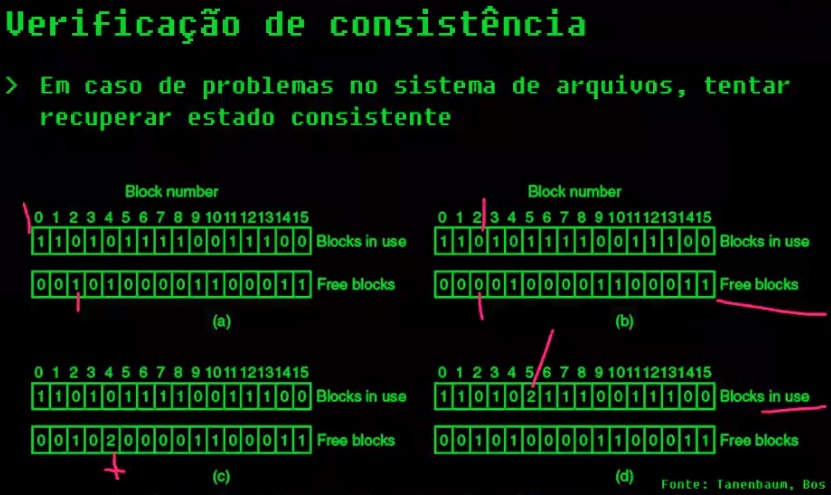 Verificação de consistência
> Em caso de problemas no sistema de arquivos, tentar
recuperar estado consistente
Block number
0 1 2 3 4 5 6 7 8 9 10 11 12 13 14 15
1 1 0 1 0 1 1 1 1 0 0 1 1 1 0 0 Blocks in use
0 0 1 0 1 0 0 0 0 1 1 0 0 0 1 1 Free blocks
(a)
Block number
0 1 2 3 4 5 6 7 8 9 10 11 12 13 14 15
1 1 0 1 0 1 1 1 1 0 0 1 1 1 0 0 Blocks in use
0 0 0 0 1 0 0 0 0 1 1 0 0 0 1 1 Free blocks
(b)
0 1 2 3 4 5 6 7 8 9 10 11 12 13 14 15
1 1 0 1 0 1 1 1 1 0 0 1 1 1 0 0 Blocks in use
0 0 1 0 2 0 0 0 0 1 1 0 0 0 1 1 Free blocks
(c)
0 1 2 3 4 5 6 7 8 9 10 11 12 13 14 15
1 1 0 1 0 2 1 1 1 0 0 1 1 1 0 0 Blocks in use
0 0 1 0 1 0 0 0 0 1 1 0 0 0 1 1 Free blocks
(d)
Fonte: Tanenbaum, Bos